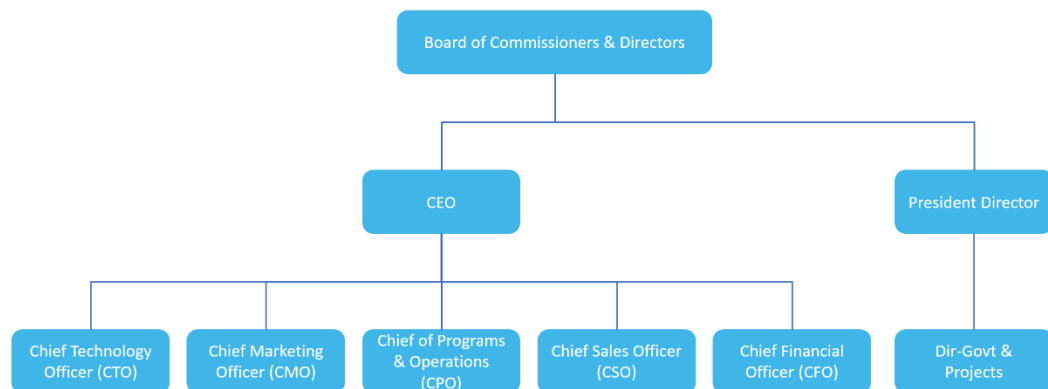 Board of Commissioners & Directors
CEO
President Director
Chief Technology
Officer (CTO)
Chief Marketing
Officer (CMO)
Chief of Programs
& Operations
(CPO)
Chief Sales Officer
(CSO)
Chief Financial
Officer (CFO)
Dir-Govt &
Projects